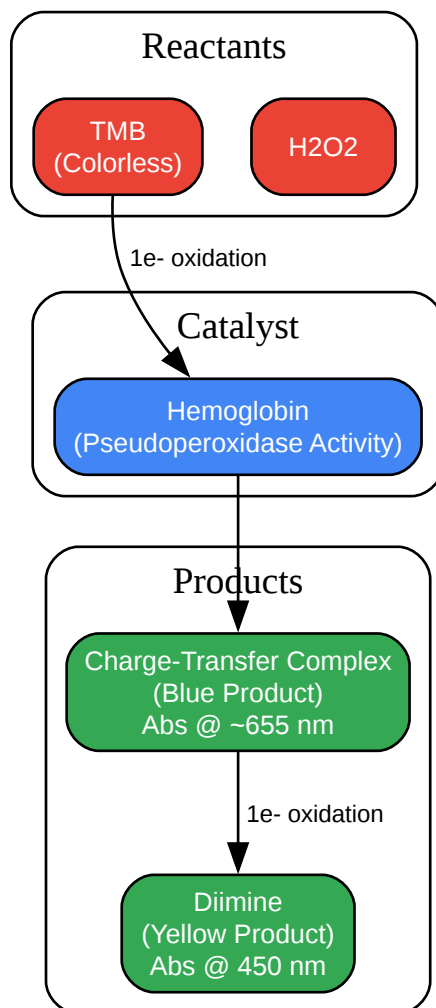 Reactants
TMB
(Colorless)
H2O2
1e- oxidation
Catalyst
Hemoglobin
(Pseudoperoxidase Activity)
Products
Charge-Transfer Complex
(Blue Product)
Abs @ ~655 nm
1e- oxidation
Diimine
(Yellow Product)
Abs @ 450 nm